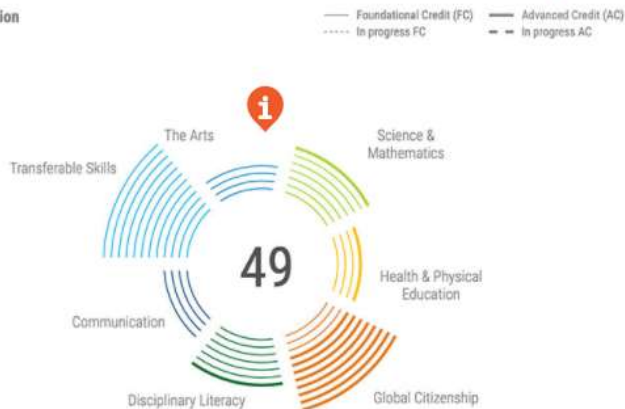 ion
Foundational Credit (FC)
Advanced Credit (AC)
In progress FC
In progress AC
i
The Arts
Science &
Mathematics
Transferable Skills
49
Health & Physical
Education
Communication
Disciplinary Literacy
Global Citizenship